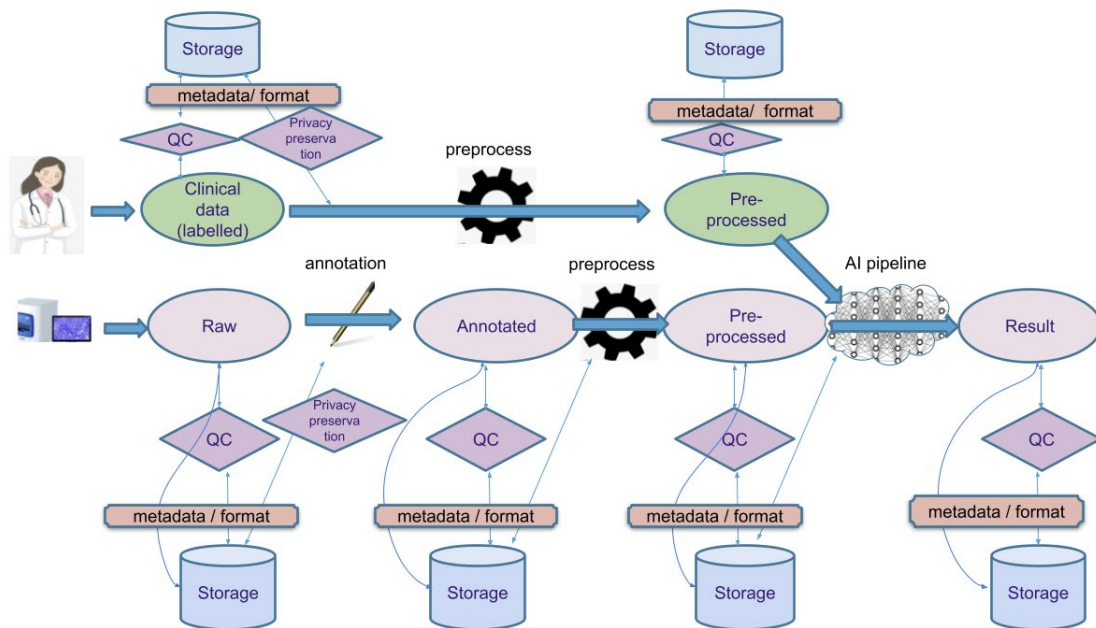 Storage
Storage
metadata/ format
metadata/ format
QC
Privacy
preserva
tion
QC
preprocess
Clinical
data
(labelled)
Pre-
processed
annotation
preprocess
AI pipeline
Raw
Annotated
Pre-
processed
Result
Privacy
preserva
tion
QC
QC
QC
QC
metadata / format
metadata / format
metadata / format
metadata / format
Storage
Storage
Storage
Storage